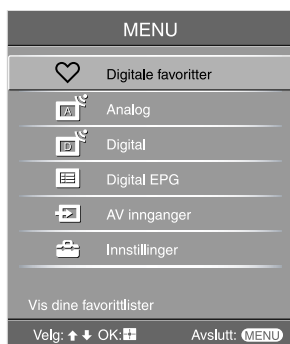 MENU
Digitale favoritter
A Analog
D Digital
Digital EPG
AV innganger
Innstillinger
Vis dine favorittlister
Velg: OK: Avslutt: MENU